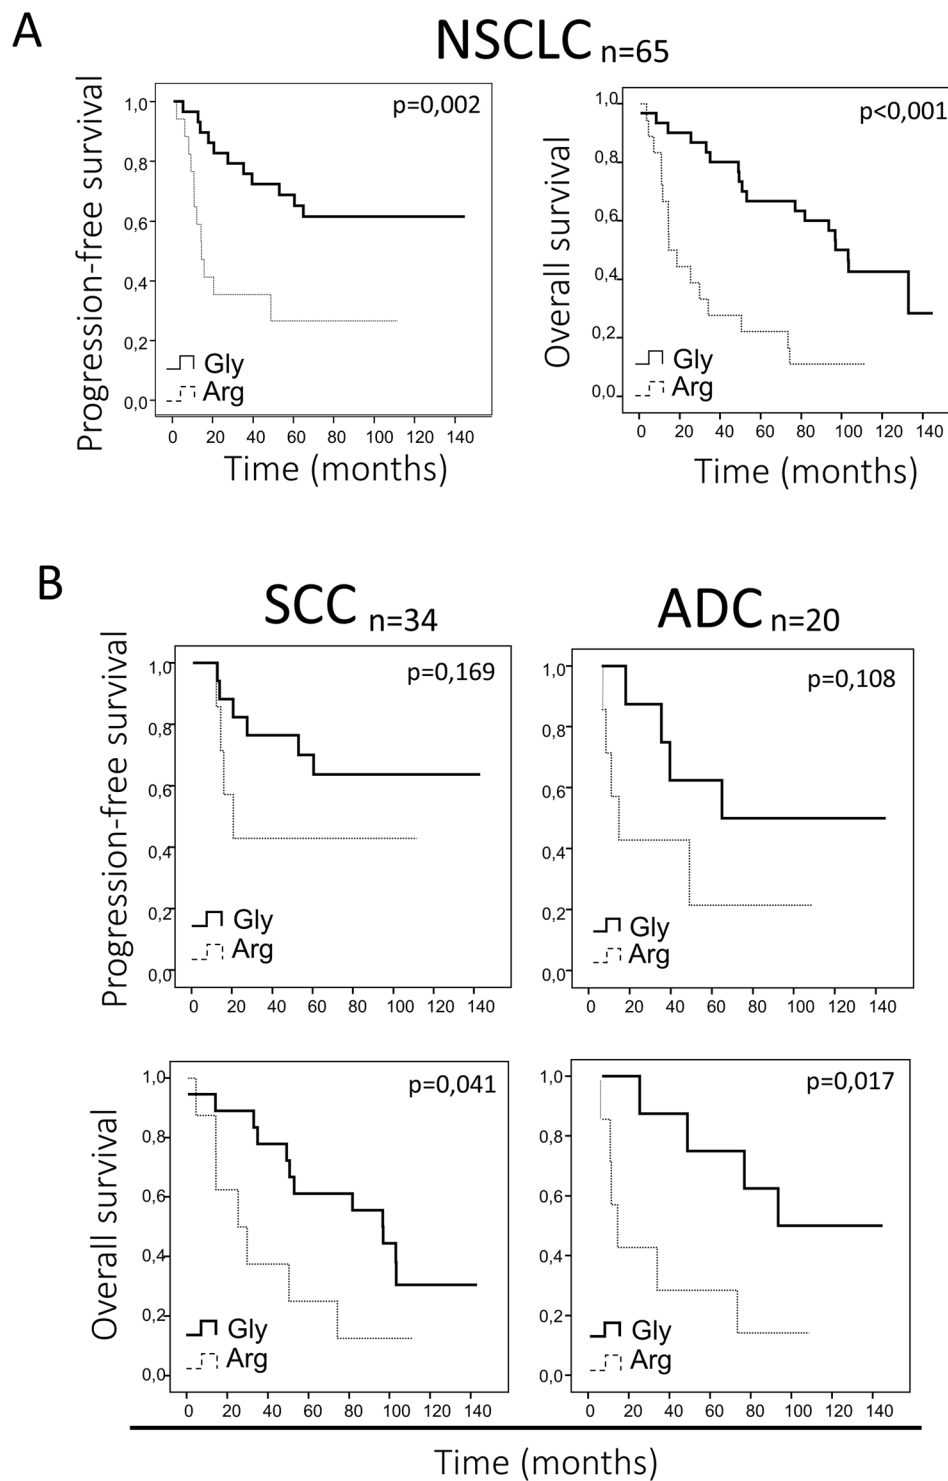 A
NSCLC n=65
Progression-free survival
1,0
0,8
0,6
0,4
0,2
0,0
p=0,002
Gly
Arg
0 20 40 60 80 100 120 140
Time (months)
Overall survival
1,0
0,8
0,6
0,4
0,2
0,0
p<0,001
Gly
Arg
0 20 40 60 80 100 120 140
Time (months)
B
SCC n=34
Progression-free survival
1,0
0,8
0,6
0,4
0,2
0,0
p=0,169
Gly
Arg
0 20 40 60 80 100 120 140
ADC n=20
1,0
0,8
0,6
0,4
0,2
0,0
p=0,108
Gly
Arg
0 20 40 60 80 100 120 140
Overall survival
1,0
0,8
0,6
0,4
0,2
0,0
p=0,041
Gly
Arg
0 20 40 60 80 100 120 140
1,0
0,8
0,6
0,4
0,2
0,0
p=0,017
Gly
Arg
0 20 40 60 80 100 120 140
Time (months)